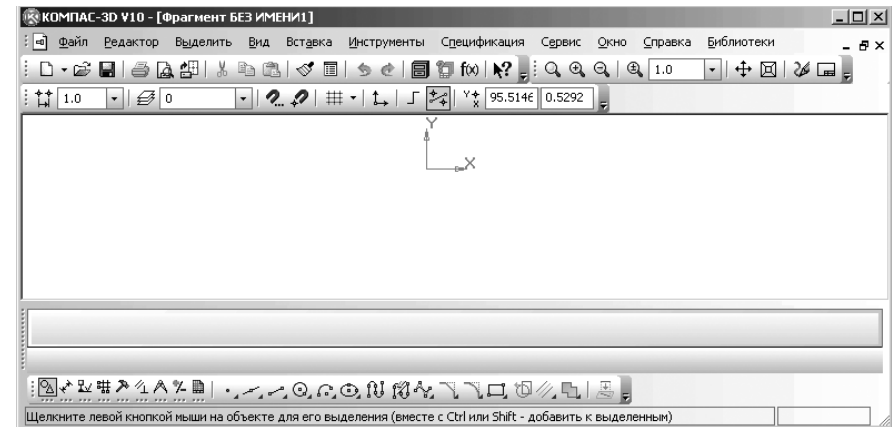 КОМПАС-3D V10 - [Фрагмент БЕЗ ИМЕНИ1]
Файл Редактор Выделить Вид Вставка Инструменты Спецификация Сервис Окно Справка Библиотеки
f(x) 1.0
1.0 0 Y X 95.5146 0.5292
Y
X
Щелкните левой кнопкой мыши на объекте для его выделения (вместе с Ctrl или Shift - добавить к выделенным)